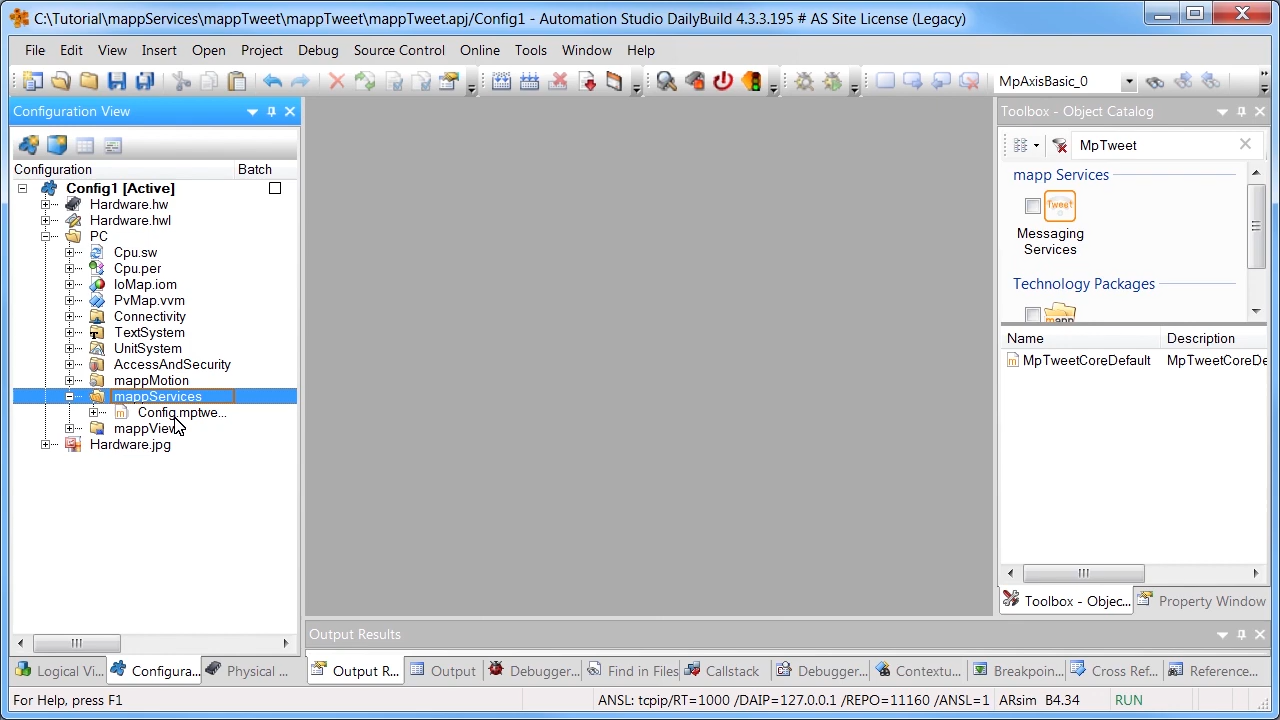 C:\Tutorial\mappServices\mappTweet\mappTweet\mappTweet.apj/Config1 - Automation Studio DailyBuild 4.3.3.195 # AS Site License (Legacy)
File Edit View Insert Open Project Debug Source Control Online Tools Window Help
MpAxisBasic_0
Configuration View
Configuration Batch
Config1 [Active]
Hardware.hw
Hardware.hwl
PC
Cpu.sw
Cpu.per
IoMap.iom
PvMap.vvm
Connectivity
TextSystem
UnitSystem
AccessAndSecurity
mappMotion
mappServices
Config.mptwe...
mappView
Hardware.jpg
Toolbox - Object Catalog
MpTweet
mapp Services
Tweet
Messaging
Services
Technology Packages
mapp
Name Description
MpTweetCoreDefault MpTweetCoreDe
Toolbox - Objec... Property Window
Output Results
Logical Vi... Configura... Physical ... Output R... Output Debugger... Find in Files Callstack Debugger... Contextu... Breakpoin... Cross Ref... Reference...
For Help, press F1 ANSL: tcpip/RT=1000 /DAIP=127.0.0.1 /REPO=11160 /ANSL=1 ARsim B4.34 RUN